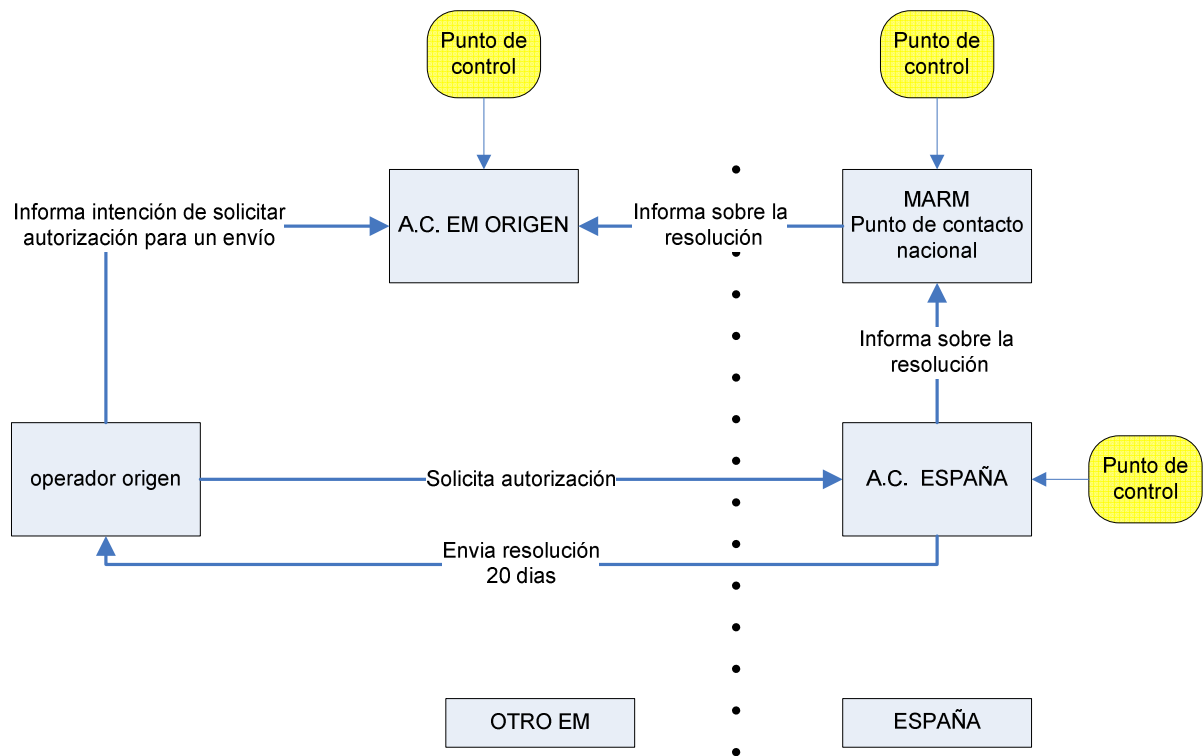 Punto de
control
Punto de
control
Informa intención de solicitar
autorización para un envío
A.C. EM ORIGEN
Informa sobre la
resolución
MARM
Punto de contacto
nacional
Informa sobre la
resolución
operador origen
Solicita autorización
A.C. ESPAÑA
Punto de
control
Envia resolución
20 dias
OTRO EM
ESPAÑA